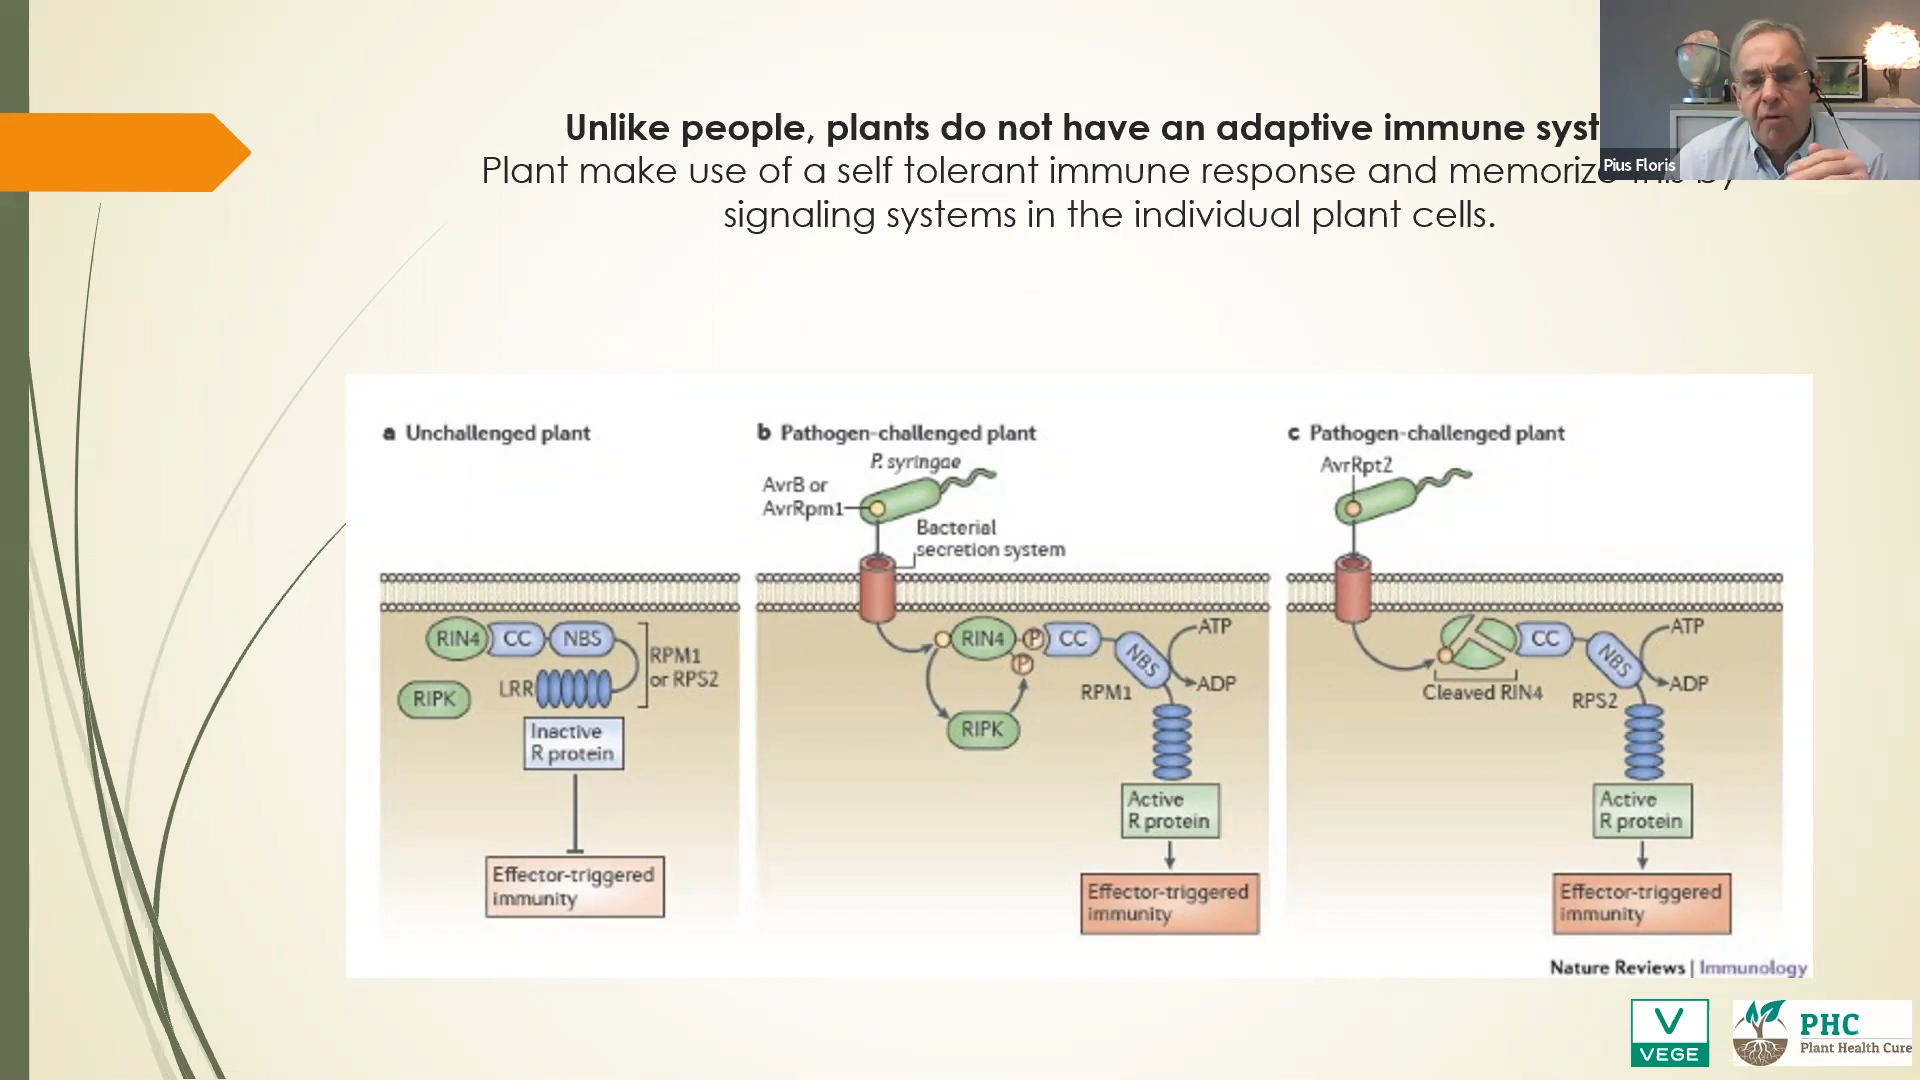 Unlike people, plants do not have an adaptive immune syst
Plant make use of a self tolerant immune response and memorize this by
signaling systems in the individual plant cells.
Pius Floris
a Unchallenged plant
RIN4 CC NBS
RPM1
or RPS2
RIPK
LRR
Inactive
R protein
Effector-triggered
immunity
b Pathogen-challenged plant
P. syringae
AvrB or
AvrRpm1
Bacterial
secretion system
RIN4 P CC
P
NBS
ATP
ADP
RPM1
RIPK
Active
R protein
Effector-triggered
immunity
c Pathogen-challenged plant
AvrRpt2
CC
NBS
ATP
ADP
Cleaved RIN4
RPS2
Active
R protein
Effector-triggered
immunity
Nature Reviews | Immunology
V
VEGE
PHC
Plant Health Cure